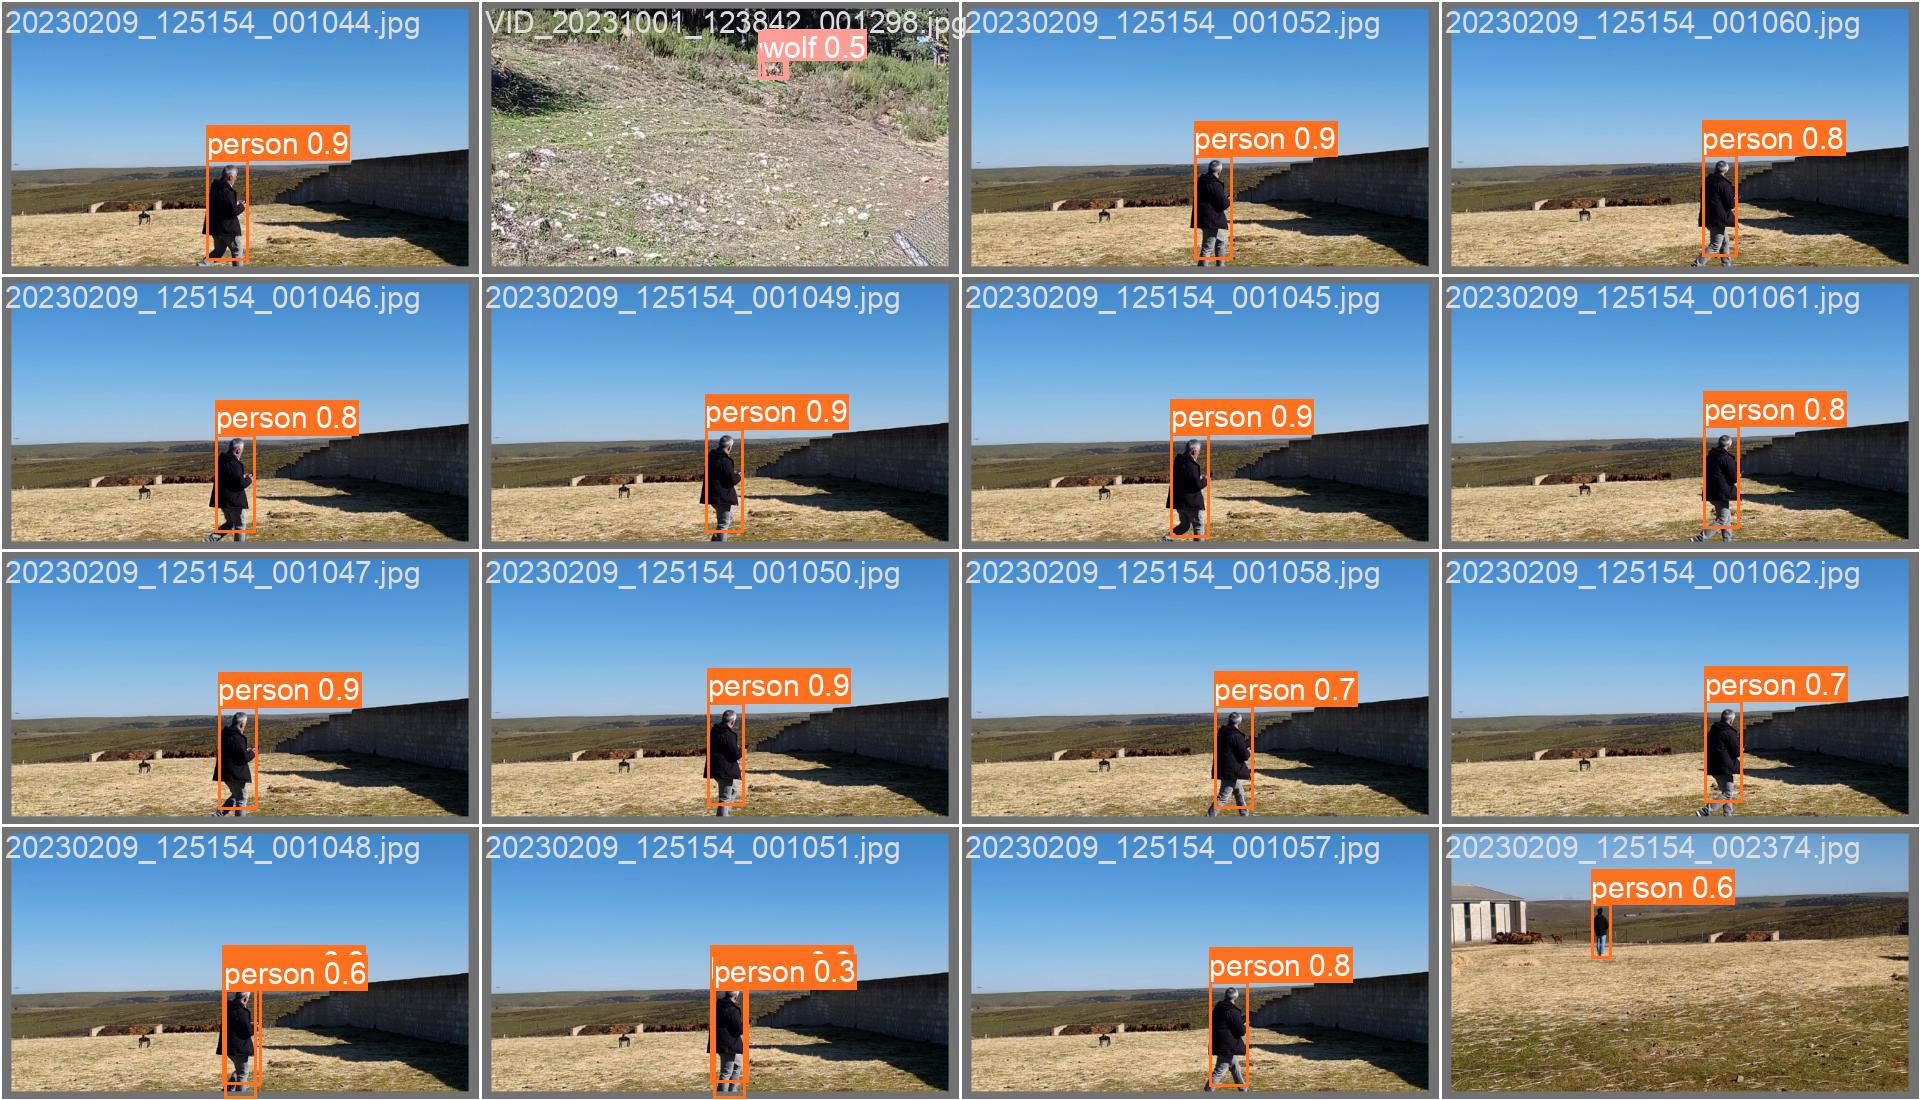 20230209_125154_001044.jpg
person 0.9
VID_20231001_123842_001298.jpg
wolf 0.5
20230209_125154_001052.jpg
person 0.9
20230209_125154_001060.jpg
person 0.8
20230209_125154_001046.jpg
person 0.8
20230209_125154_001049.jpg
person 0.9
20230209_125154_001045.jpg
person 0.9
20230209_125154_001061.jpg
person 0.8
20230209_125154_001047.jpg
person 0.9
20230209_125154_001050.jpg
person 0.9
20230209_125154_001058.jpg
person 0.7
20230209_125154_001062.jpg
person 0.7
20230209_125154_001048.jpg
person 0.6
20230209_125154_001051.jpg
person 0.3
20230209_125154_001057.jpg
person 0.8
20230209_125154_002374.jpg
person 0.6